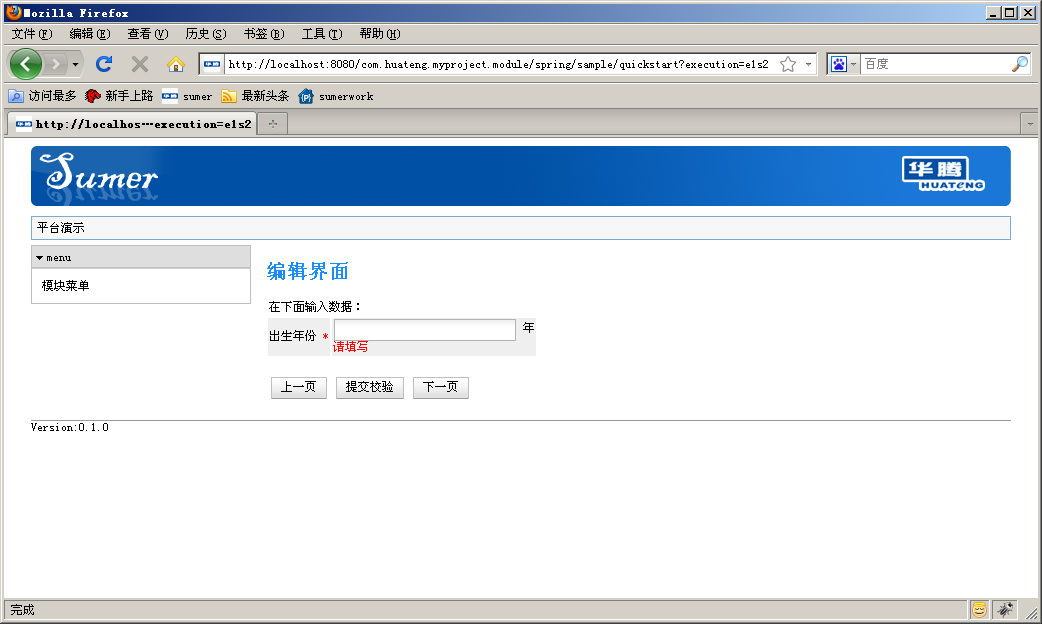 Mozilla Firefox
文件(F) 编辑(E) 查看(V) 历史(S) 书签(B) 工具(T) 帮助(H)
http://localhost:8080/com.huateng.myproject.module/spring/sample/quickstart?execution=e1s2 百度
访问最多 新手上路 sumer 最新头条 sumerwork
http://localhos…execution=e1s2
Sumer 华腾
HUATENG
平台演示
menu
模块菜单
编辑界面
在下面输入数据：
出生年份 * 年
请填写
上一页 提交校验 下一页
Version:0.1.0
完成